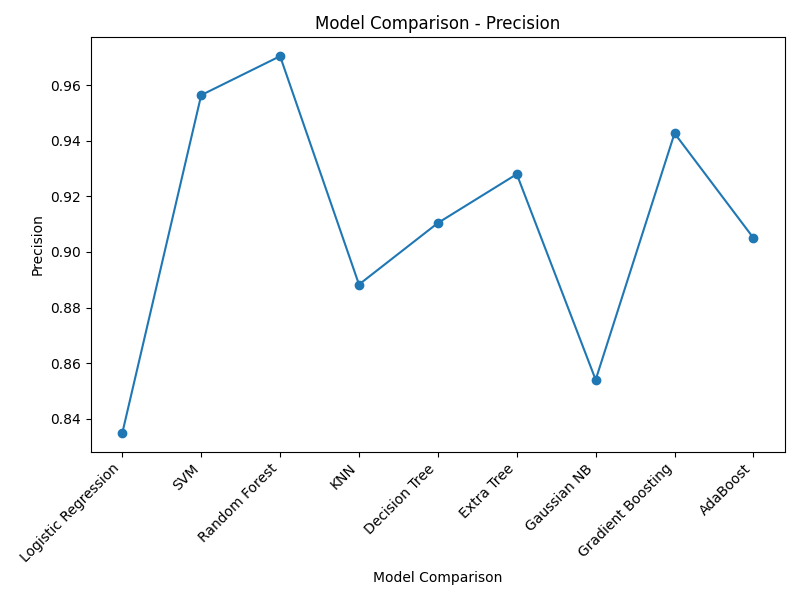 Model Comparison - Precision
Precision
0.96
0.94
0.92
0.90
0.88
0.86
0.84
Logistic Regression
SVM
Random Forest
KNN
Decision Tree
Extra Tree
Gaussian NB
Gradient Boosting
AdaBoost
Model Comparison